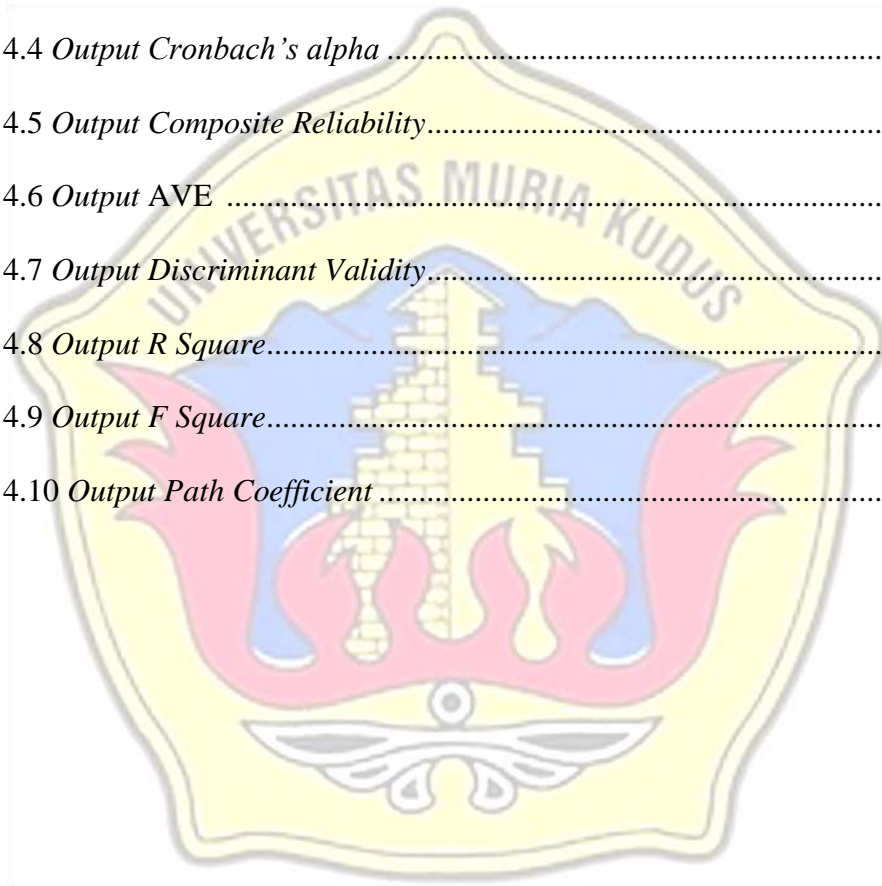 4.4 Output Cronbach’s alpha ....................................................
4.5 Output Composite Reliability................................................
4.6 Output AVE .....................................................................
4.7 Output Discriminant Validity................................................
4.8 Output R Square.................................................................
4.9 Output F Square.................................................................
4.10 Output Path Coefficient .....................................................
UNIVERSITAS MURIA KUDUS